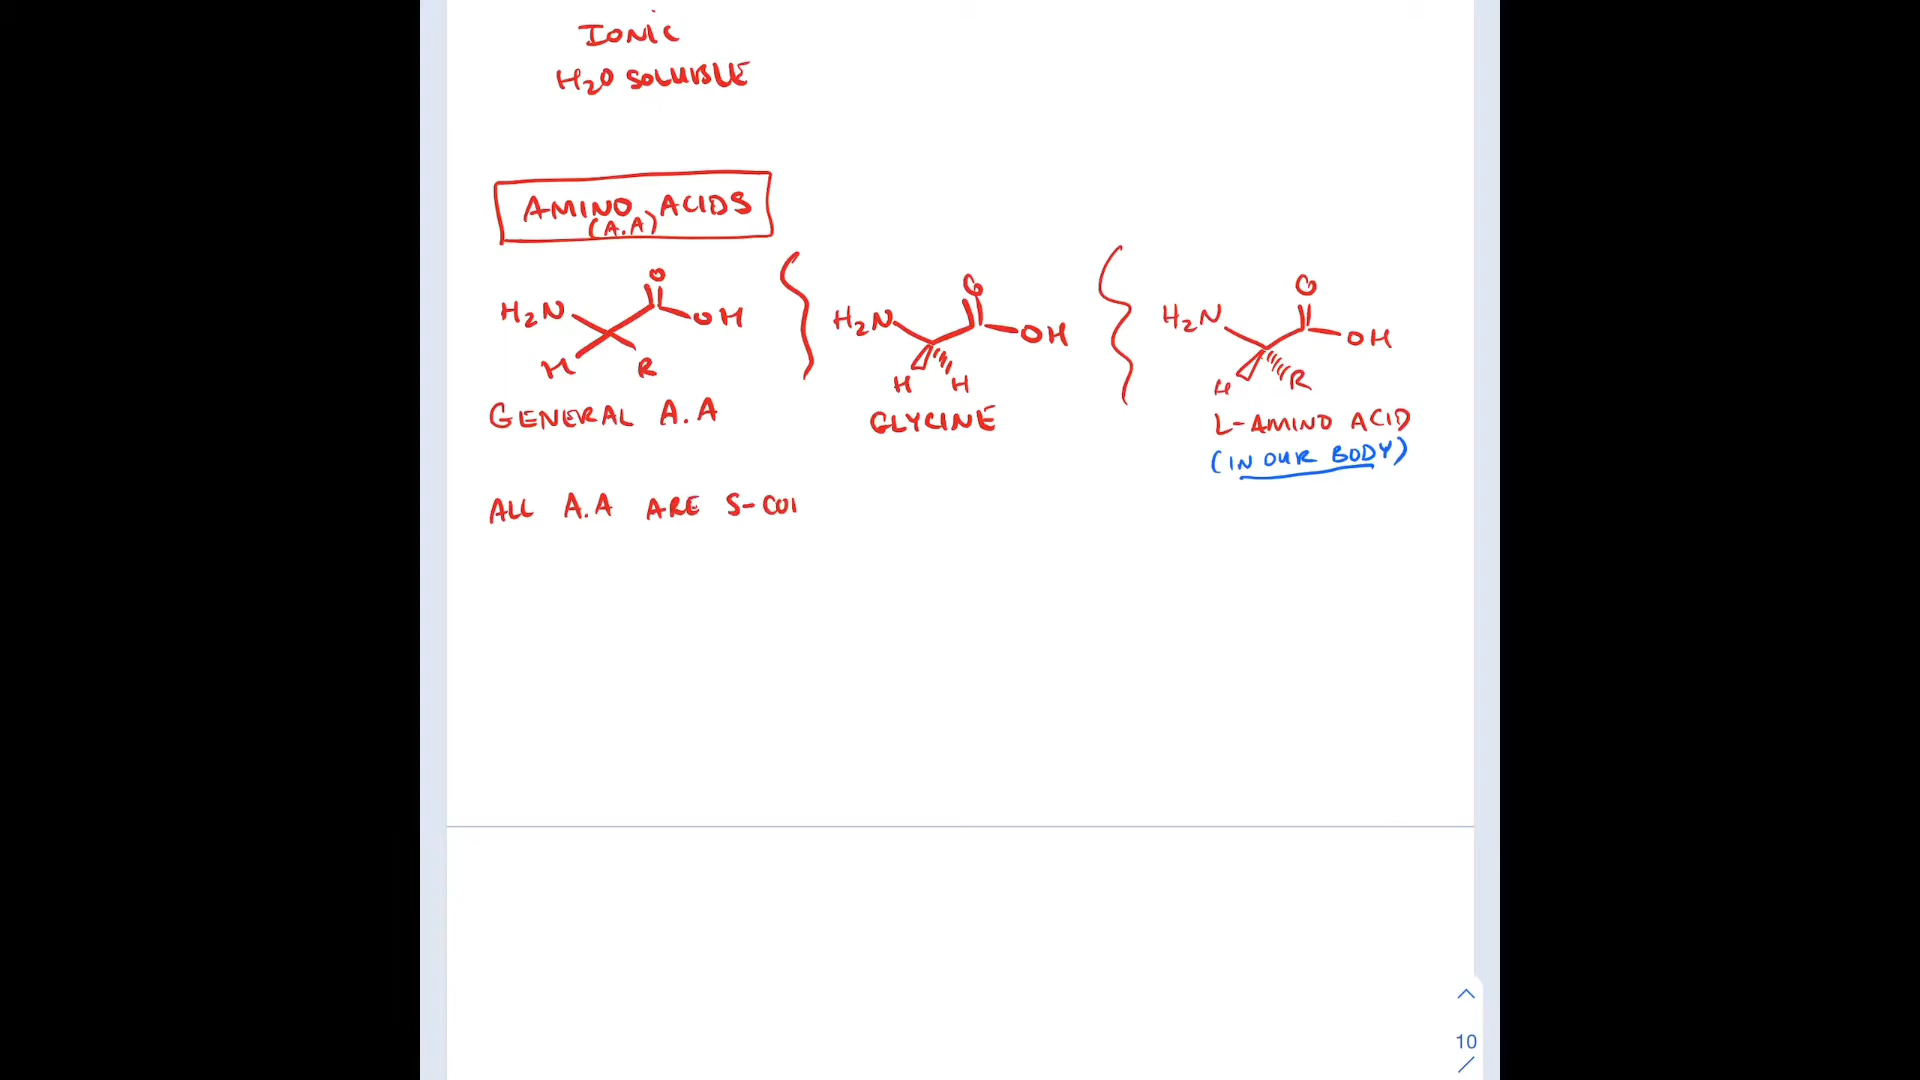 IONIC
H2O SOLUBLE
AMINO ACIDS
(A.A)
H2N O OH H R
H2N O OH H H
H2N O OH H R
GENERAL A.A
GLYCINE
L-AMINO ACID
(IN OUR BODY)
ALL A.A ARE S-CO
10